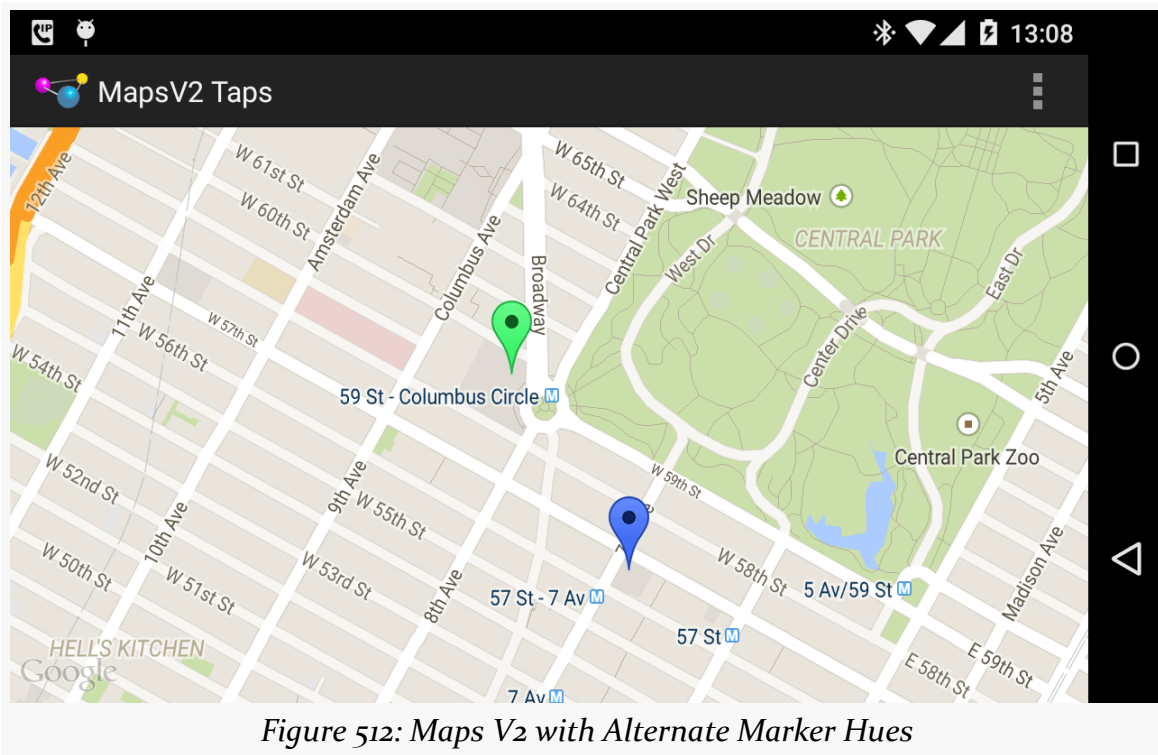 13:08
MapsV2 Taps
12th Ave
W 61st St
W 60th St
Amsterdam Ave
Columbus Ave
Broadway
W 65th St
W 64th St
Central Park West
Sheep Meadow
CENTRAL PARK
West Dr
East Dr
11th Ave
W 57th St
W 56th St
W 54th St
Center Drive
5th Ave
59 St - Columbus Circle M
Central Park Zoo
W 52nd St
9th Ave
W 55th St
W 59th St
10th Ave
W 50th St
W 51st St
W 53rd St
8th Ave
57 St - 7 Av M
W 58th St
5 Av/59 St M
Madison Ave
57 St M
HELL'S KITCHEN
Google
E 58th St
E 59th St
7 Av M
Figure 512: Maps V2 with Alternate Marker Hues